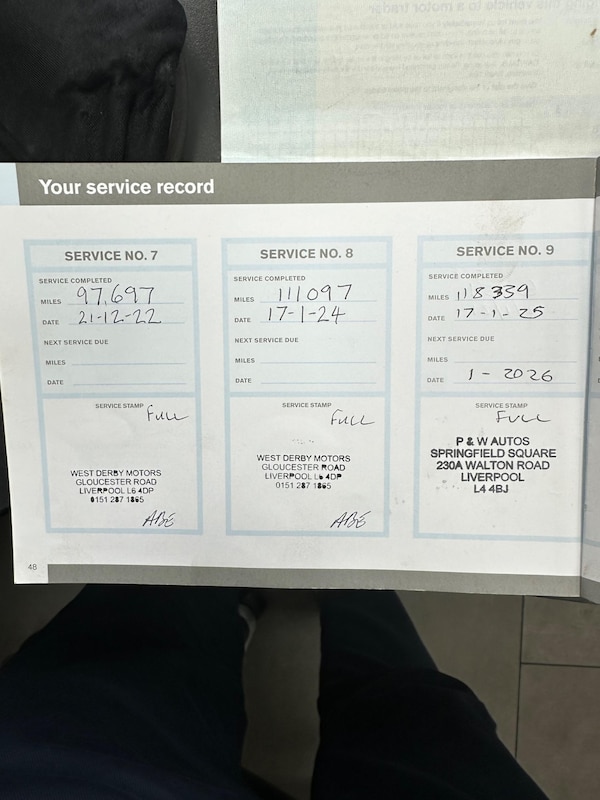 Your service record
SERVICE NO. 7
SERVICE COMPLETED
MILES 97,697
DATE 21-12-22
NEXT SERVICE DUE
MILES
DATE
SERVICE STAMP Full
WEST DERBY MOTORS
GLOUCESTER ROAD
LIVERPOOL L6 4DP
0151 287 1865
ABE
SERVICE NO. 8
SERVICE COMPLETED
MILES 111097
DATE 17-1-24
NEXT SERVICE DUE
MILES
DATE
SERVICE STAMP
Full
WEST DERBY MOTORS
GLOUCESTER ROAD
LIVERPOOL L6 4DP
0151 287 1865
ABE
SERVICE NO. 9
SERVICE COMPLETED
MILES 118339
DATE 17-1-25
NEXT SERVICE DUE
MILES
DATE 1-2026
SERVICE STAMP
Full
P & W AUTOS
SPRINGFIELD SQUARE
230A WALTON ROAD
LIVERPOOL
L4 4BJ
48